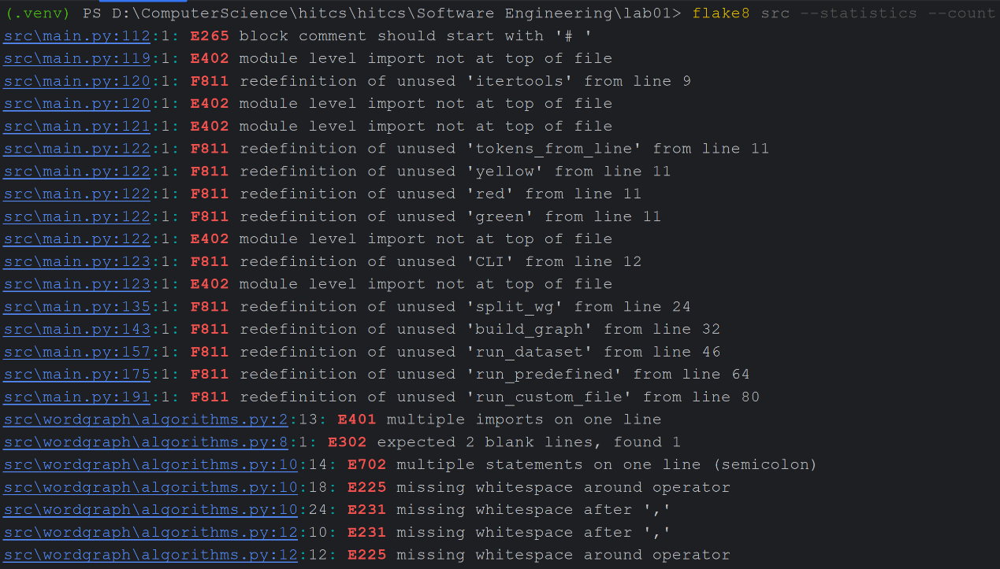 (.venv) PS D:\ComputerScience\hitcs\hitcs\Software Engineering\lab01> flake8 src --statistics --count
src\main.py:112:1: E265 block comment should start with '# '
src\main.py:119:1: E402 module level import not at top of file
src\main.py:120:1: F811 redefinition of unused 'itertools' from line 9
src\main.py:120:1: E402 module level import not at top of file
src\main.py:121:1: E402 module level import not at top of file
src\main.py:122:1: F811 redefinition of unused 'tokens_from_line' from line 11
src\main.py:122:1: F811 redefinition of unused 'yellow' from line 11
src\main.py:122:1: F811 redefinition of unused 'red' from line 11
src\main.py:122:1: F811 redefinition of unused 'green' from line 11
src\main.py:122:1: E402 module level import not at top of file
src\main.py:123:1: F811 redefinition of unused 'CLI' from line 12
src\main.py:123:1: E402 module level import not at top of file
src\main.py:135:1: F811 redefinition of unused 'split_wg' from line 24
src\main.py:143:1: F811 redefinition of unused 'build_graph' from line 32
src\main.py:157:1: F811 redefinition of unused 'run_dataset' from line 46
src\main.py:175:1: F811 redefinition of unused 'run_predefined' from line 64
src\main.py:191:1: F811 redefinition of unused 'run_custom_file' from line 80
src\wordgraph\algorithms.py:2:13: E401 multiple imports on one line
src\wordgraph\algorithms.py:8:1: E302 expected 2 blank lines, found 1
src\wordgraph\algorithms.py:10:14: E702 multiple statements on one line (semicolon)
src\wordgraph\algorithms.py:10:18: E225 missing whitespace around operator
src\wordgraph\algorithms.py:10:24: E231 missing whitespace after ','
src\wordgraph\algorithms.py:12:10: E231 missing whitespace after ','
src\wordgraph\algorithms.py:12:12: E225 missing whitespace around operator